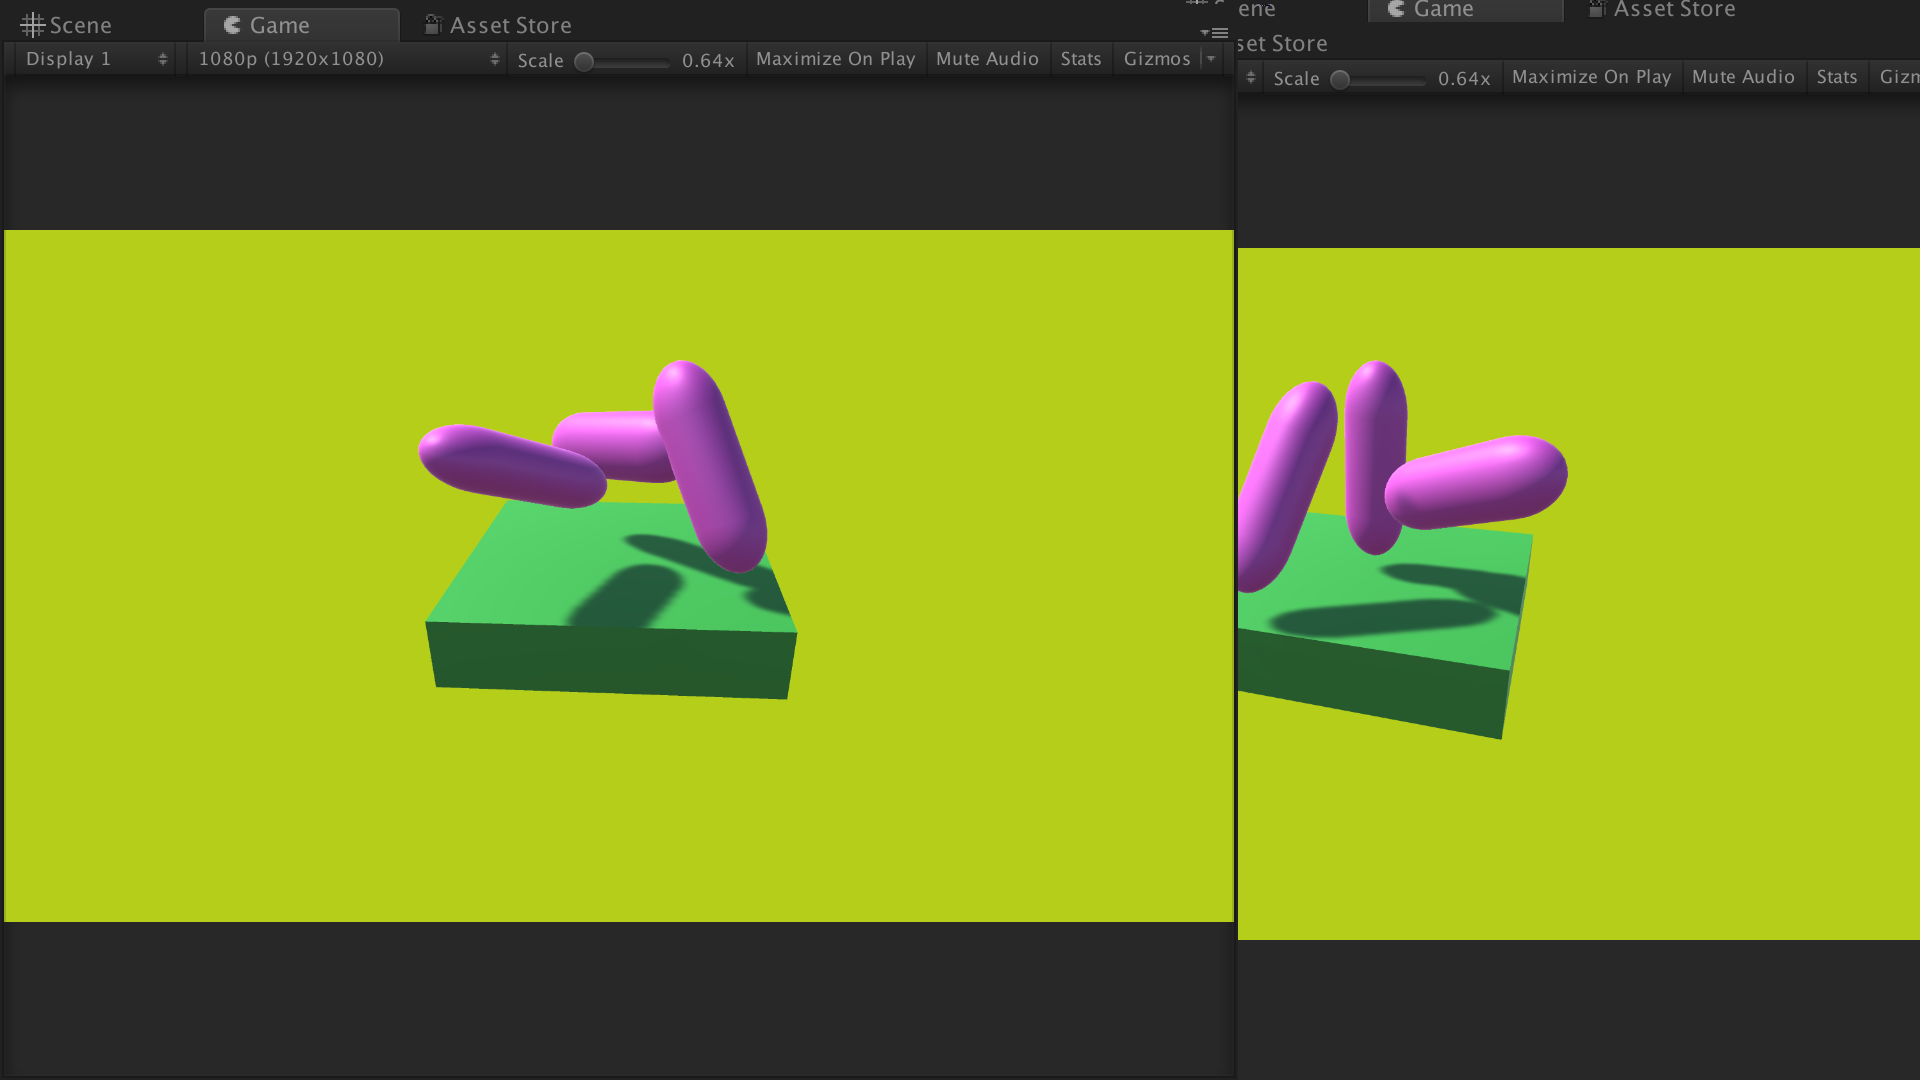 Scene Game Asset Store
Display 1 1080p (1920x1080) Scale 0.64x Maximize On Play Mute Audio Stats Gizmos
ene Game Asset Store
set Store
Scale 0.64x Maximize On Play Mute Audio Stats Gizm